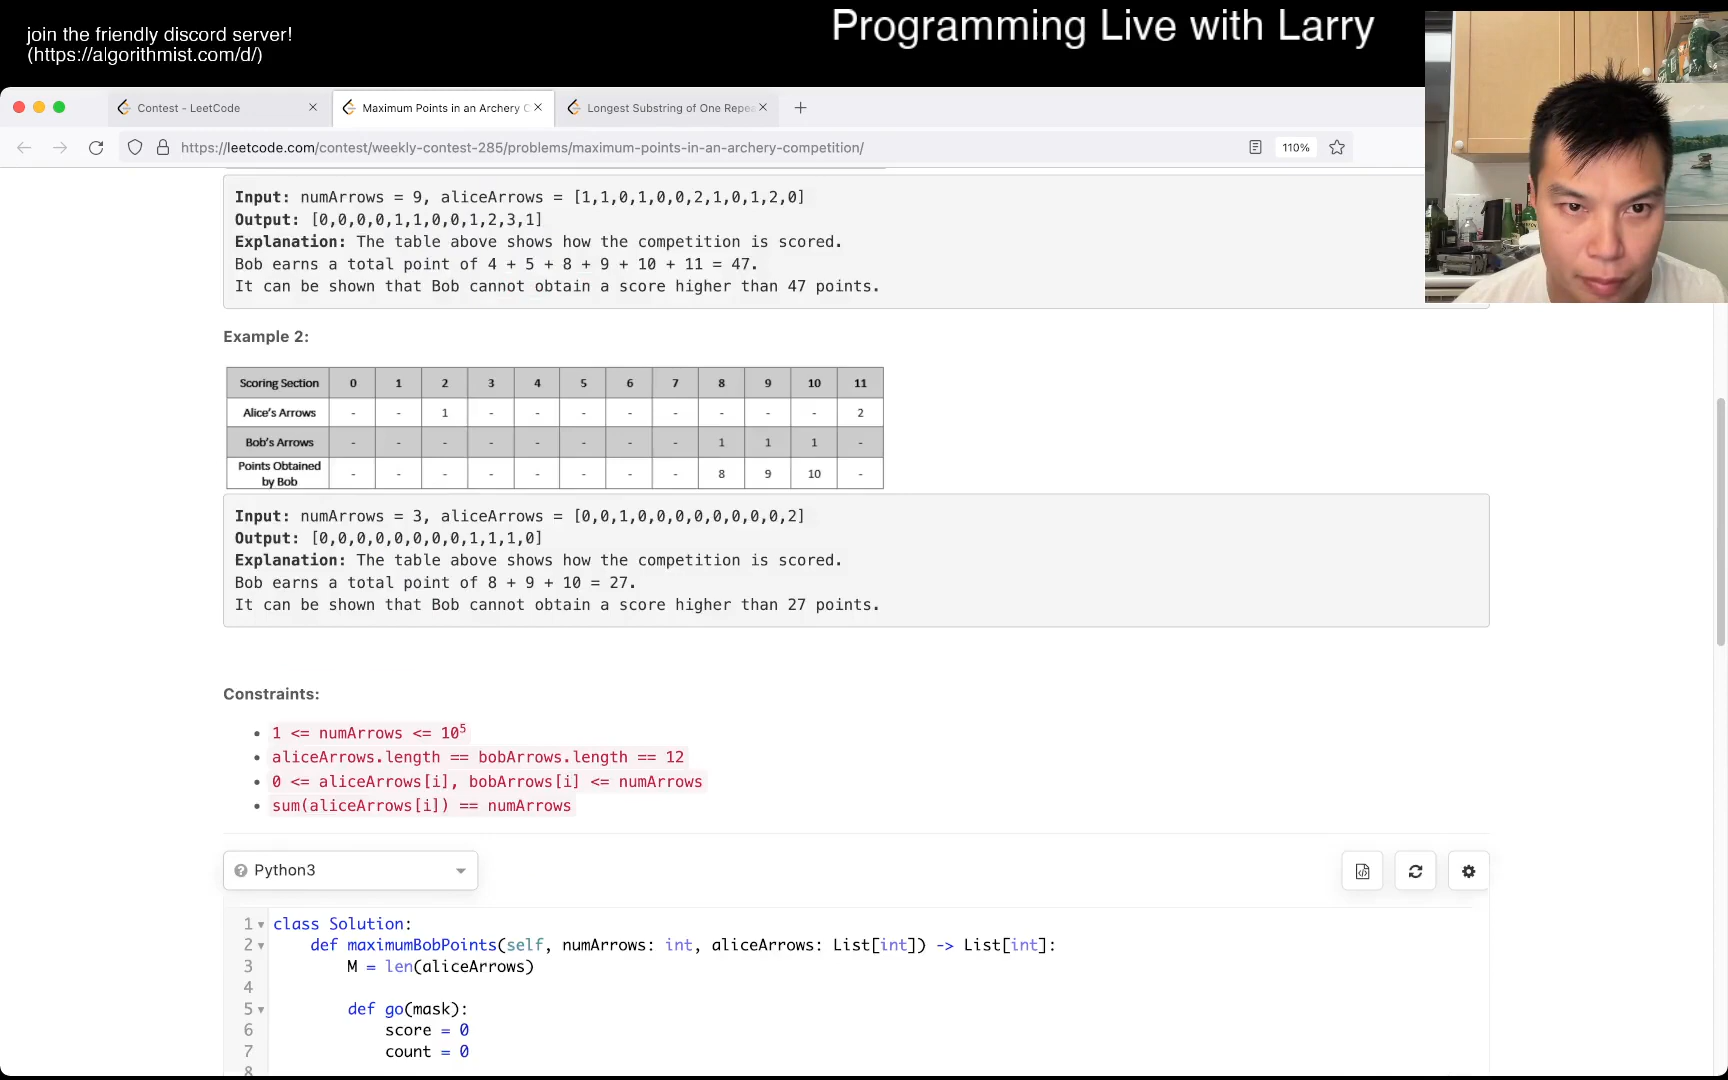 Programming Live with Larry
join the friendly discord server!
(https://algorithmist.com/d/)
Contest - LeetCode
Maximum Points in an Archery C
Longest Substring of One Repea
https://leetcode.com/contest/weekly-contest-285/problems/maximum-points-in-an-archery-competition/
110%
Input: numArrows = 9, aliceArrows = [1,1,0,1,0,0,2,1,0,1,2,0]
Output: [0,0,0,0,1,1,0,0,1,2,3,1]
Explanation: The table above shows how the competition is scored.
Bob earns a total point of 4 + 5 + 8 + 9 + 10 + 11 = 47.
It can be shown that Bob cannot obtain a score higher than 47 points.
Example 2:
Scoring Section 0 1 2 3 4 5 6 7 8 9 10 11
Alice's Arrows - - 1 - - - - - - - - 2
Bob's Arrows - - - - - - - - 1 1 1 -
Points Obtained
by Bob - - - - - - - - 8 9 10 -
Input: numArrows = 3, aliceArrows = [0,0,1,0,0,0,0,0,0,0,0,2]
Output: [0,0,0,0,0,0,0,0,1,1,1,0]
Explanation: The table above shows how the competition is scored.
Bob earns a total point of 8 + 9 + 10 = 27.
It can be shown that Bob cannot obtain a score higher than 27 points.
Constraints:
• 1 <= numArrows <= 10⁵
• aliceArrows.length == bobArrows.length == 12
• 0 <= aliceArrows[i], bobArrows[i] <= numArrows
• sum(aliceArrows[i]) == numArrows
Python3
1 class Solution:
2 def maximumBobPoints(self, numArrows: int, aliceArrows: List[int]) -> List[int]:
3 M = len(aliceArrows)
4
5 def go(mask):
6 score = 0
7 count = 0
8